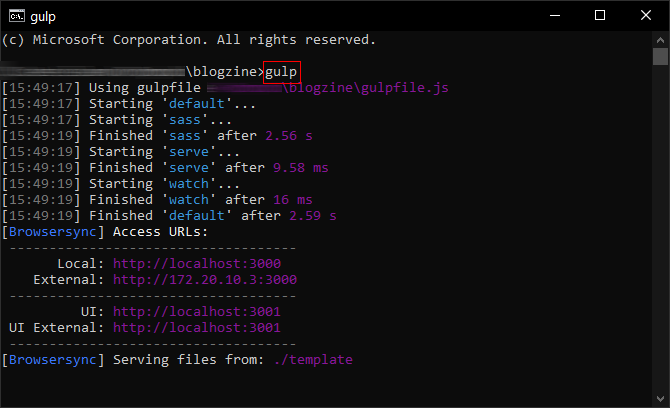 gulp
(c) Microsoft Corporation. All rights reserved.
\blogzine>gulp
[15:49:17] Using gulpfile \blogzine\gulpfile.js
[15:49:17] Starting 'default'...
[15:49:17] Starting 'sass'...
[15:49:19] Finished 'sass' after 2.56 s
[15:49:19] Starting 'serve'...
[15:49:19] Finished 'serve' after 9.58 ms
[15:49:19] Starting 'watch'...
[15:49:19] Finished 'watch' after 16 ms
[15:49:19] Finished 'default' after 2.59 s
[Browsersync] Access URLs:
-----------------------------------
Local: http://localhost:3000
External: http://172.20.10.3:3000
-----------------------------------
UI: http://localhost:3001
UI External: http://localhost:3001
-----------------------------------
[Browsersync] Serving files from: ./template